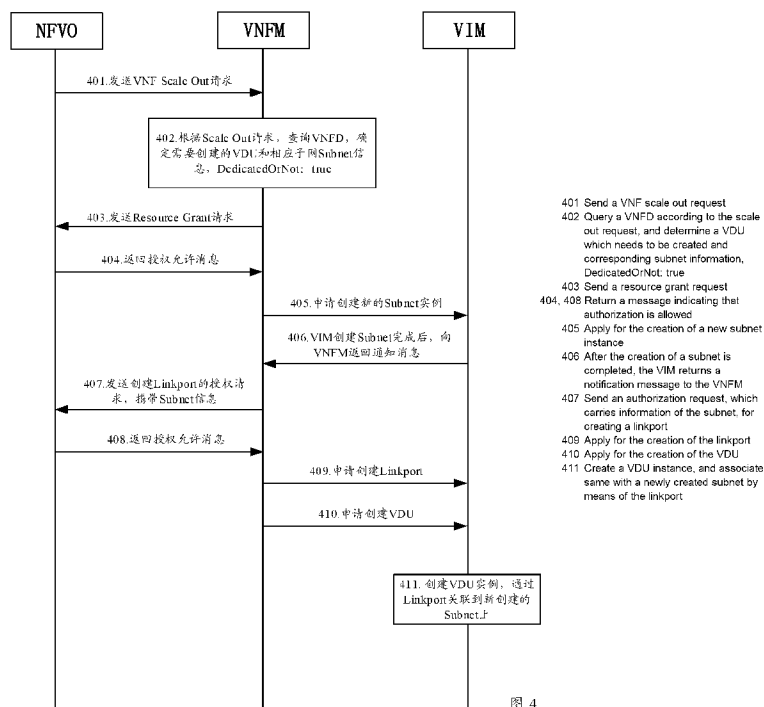 NFVO
VNFM
VIM
401.发送VNF Scale Out请求
402.根据Scale Out请求，查询VNFD，确
定需要创建的VDU和相应子网Subnet信
息，DedicatedOrNot：true
403.发送Resource Grant请求
404.返回授权允许消息
405.申请创建新的Subnet实例
406.VIM创建Subnet完成后，向
VNFM返回通知消息
407.发送创建Linkport的授权请
求，携带Subnet信息
408.返回授权允许消息
409.申请创建Linkport
410.申请创建VDU
411. 创建VDU实例，通过
Linkport关联到新创建的
Subnet上
图 4
401 Send a VNF scale out request
402 Query a VNFD according to the scale
out request, and determine a VDU
which needs to be created and
corresponding subnet information,
DedicatedOrNot: true
403 Send a resource grant request
404, 408 Return a message indicating that
authorization is allowed
405 Apply for the creation of a new subnet
instance
406 After the creation of a subnet is
completed, the VIM returns a
notification message to the VNFM
407 Send an authorization request, which
carries information of the subnet, for
creating a linkport
409 Apply for the creation of the linkport
410 Apply for the creation of the VDU
411 Create a VDU instance, and associate
same with a newly created subnet by
means of the linkport